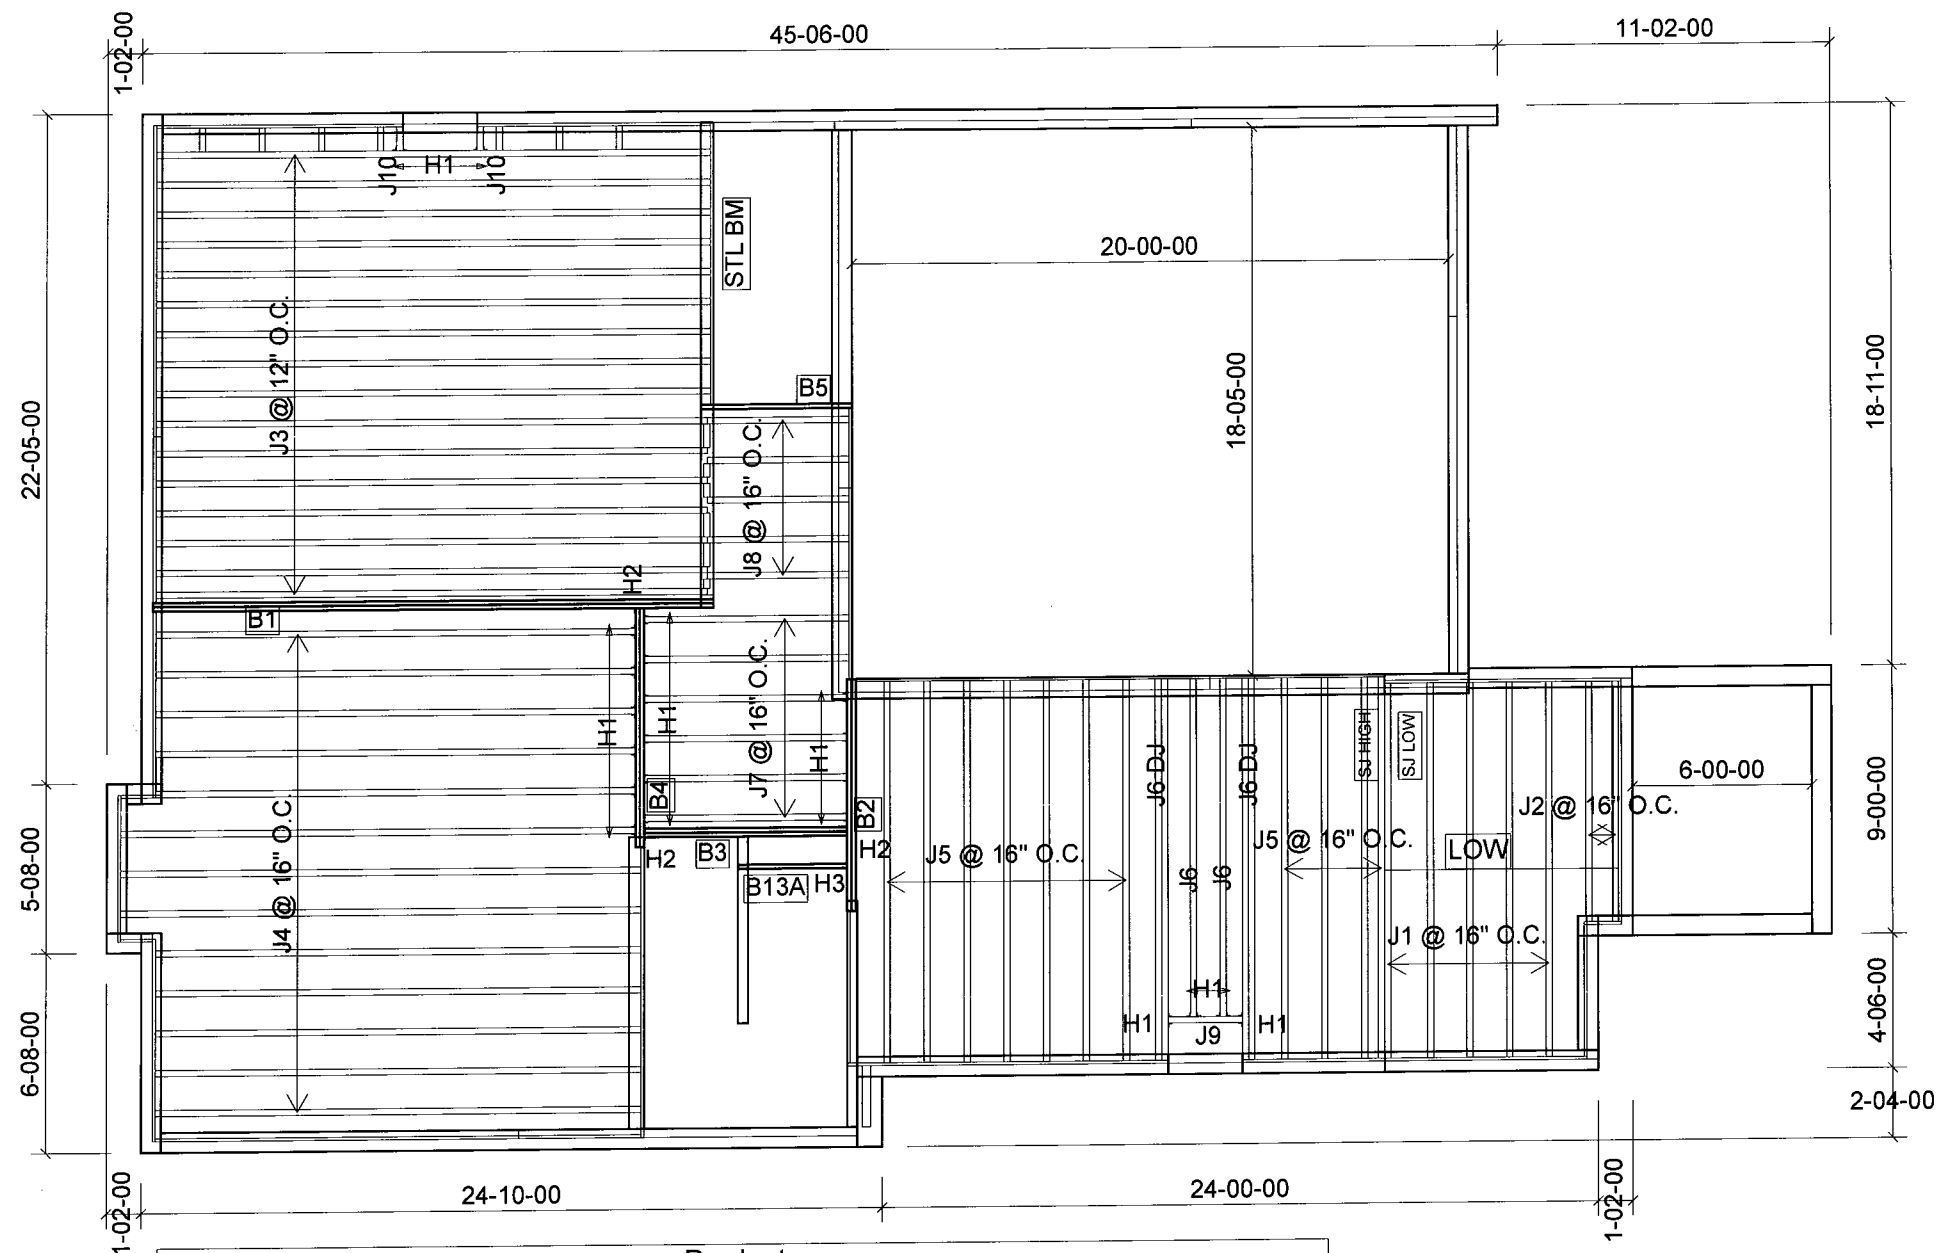 45-06-00
11-02-00
1-02-00
J10
H1
J10
STL BM
20-00-00
J3 @ 12" O.C.
18-05-00
18-11-00
22-05-00
B5
J8 @ 16" O.C.
H2
B1
H1
H1
J7 @ 16" O.C.
H1
B4
B2
J6 DJ
J6 DJ
SJ HIGH
SJ LOW
6-00-00
J2 @ 16" O.C.
9-00-00
5-08-00
J4 @ 16" O.C.
H2
B3
B13A
H3
H2
J5 @ 16" O.C.
J6
J6
J5 @ 16" O.C.
LOW
J1 @ 16" O.C.
H1
H1
H1
J9
4-06-00
6-08-00
2-04-00
1-02-00
24-10-00
24-00-00
1-02-00